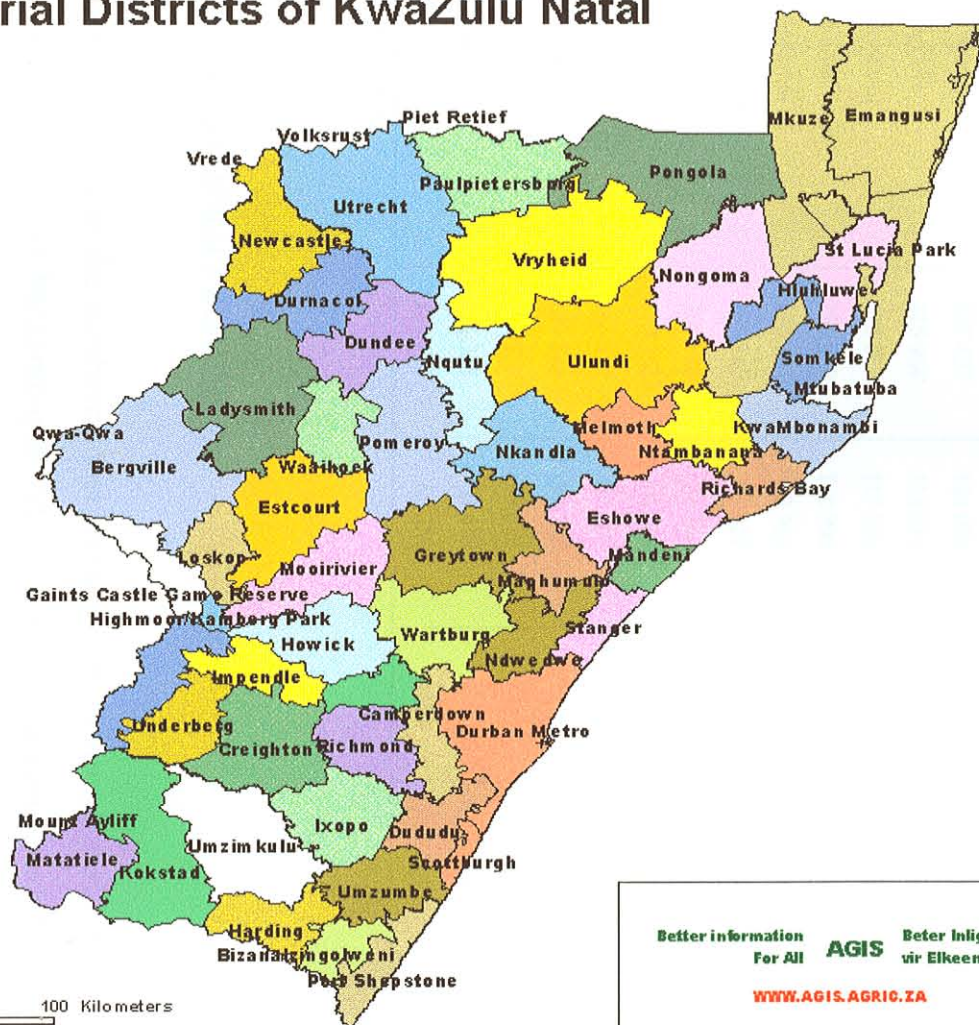 rial Districts of KwaZulu Natal
Piet Retief
Volksrust
Vrede
Mkuze
Emangusi
Paulpietersburg
Pongola
Utrecht
Newcastle
Vryheid
St Lucia Park
Nongoma
Hluhluwe
Durnacol
Dundee
Nqutu
Ulundi
Somkele
Mtubatuba
Ladysmith
Qwa-Qwa
Bergville
Pomeroy
Waaihoek
Nkandla
Melmoth
Ntambanana
KwaMbonambi
Richards Bay
Estcourt
Eshowe
Loskop
Mooirivier
Greytown
Maphumulo
Mandeni
Gaints Castle Game Reserve
Highmoor/Kamberg Park
Howick
Wartburg
Stanger
Ndwedwe
Impendle
Underberg
Camperdown
Durban Metro
Creighton
Richmond
Mount Ayliff
Matatiele
Kokstad
Umzimkulu
Ixopo
Dududu
Scottburgh
Umzumbe
Harding
Bizana
Izingolweni
Port Shepstone
100 Kilometers
Better information
For All
AGIS
Beter Inlig
vir Elkeen
WWW.AGIS.AGRIC.ZA